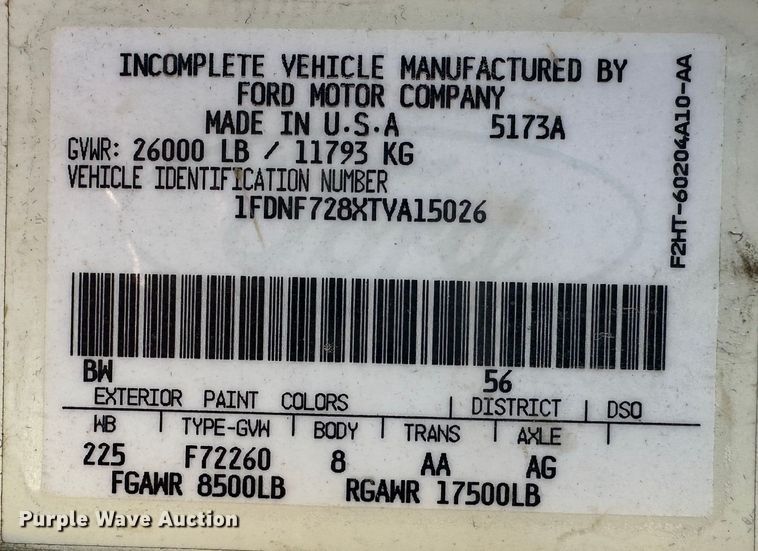 INCOMPLETE VEHICLE MANUFACTURED BY
FORD MOTOR COMPANY
MADE IN U.S.A 5173A
GVWR: 26000 LB / 11793 KG
VEHICLE IDENTIFICATION NUMBER
1FDNF728XTVA15026
F2HT-60204A10-AA
BW 56
EXTERIOR PAINT COLORS DISTRICT DSO
WB TYPE-GVW BODY TRANS AXLE
225 F72260 8 AA AG
FGAWR 8500LB RGAWR 17500LB
Purple Wave Auction